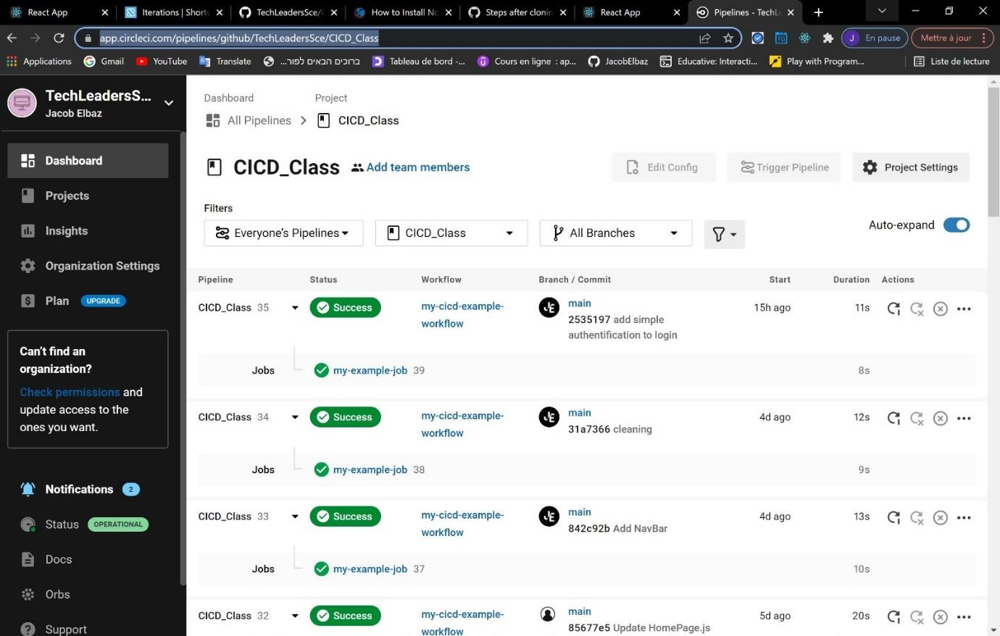 React App
Iterations | Short
TechLeadersSce/
How to Install No
Steps after clonin
React App
Pipelines - TechL
app.circleci.com/pipelines/github/TechLeadersSce/CICD_Class
J En pause
Mettre à jour
Applications
Gmail
YouTube
Translate
...ברוכים הבאים לפור
Tableau de bord -...
Cours en ligne : ap...
JacobElbaz
Educative: Interacti...
Play with Program...
Liste de lecture
TechLeadersS...
Jacob Elbaz
Dashboard
Projects
Insights
Organization Settings
Plan UPGRADE
Can't find an
organization?
Check permissions and
update access to the
ones you want.
Notifications 2
Status OPERATIONAL
Docs
Orbs
Support
Dashboard Project
All Pipelines CICD_Class
CICD_Class Add team members
Edit Config
Trigger Pipeline
Project Settings
Filters
Everyone's Pipelines
CICD_Class
All Branches
Auto-expand
Pipeline Status Workflow Branch / Commit Start Duration Actions
CICD_Class 35 Success my-cicd-example-workflow main 15h ago 11s
2535197 add simple
authentification to login
Jobs my-example-job 39 8s
CICD_Class 34 Success my-cicd-example-workflow main 4d ago 12s
31a7366 cleaning
Jobs my-example-job 38 9s
CICD_Class 33 Success my-cicd-example-workflow main 4d ago 13s
842c92b Add NavBar
Jobs my-example-job 37 10s
CICD_Class 32 Success my-cicd-example-workflow main 5d ago 20s
85677e5 Update HomePage.js